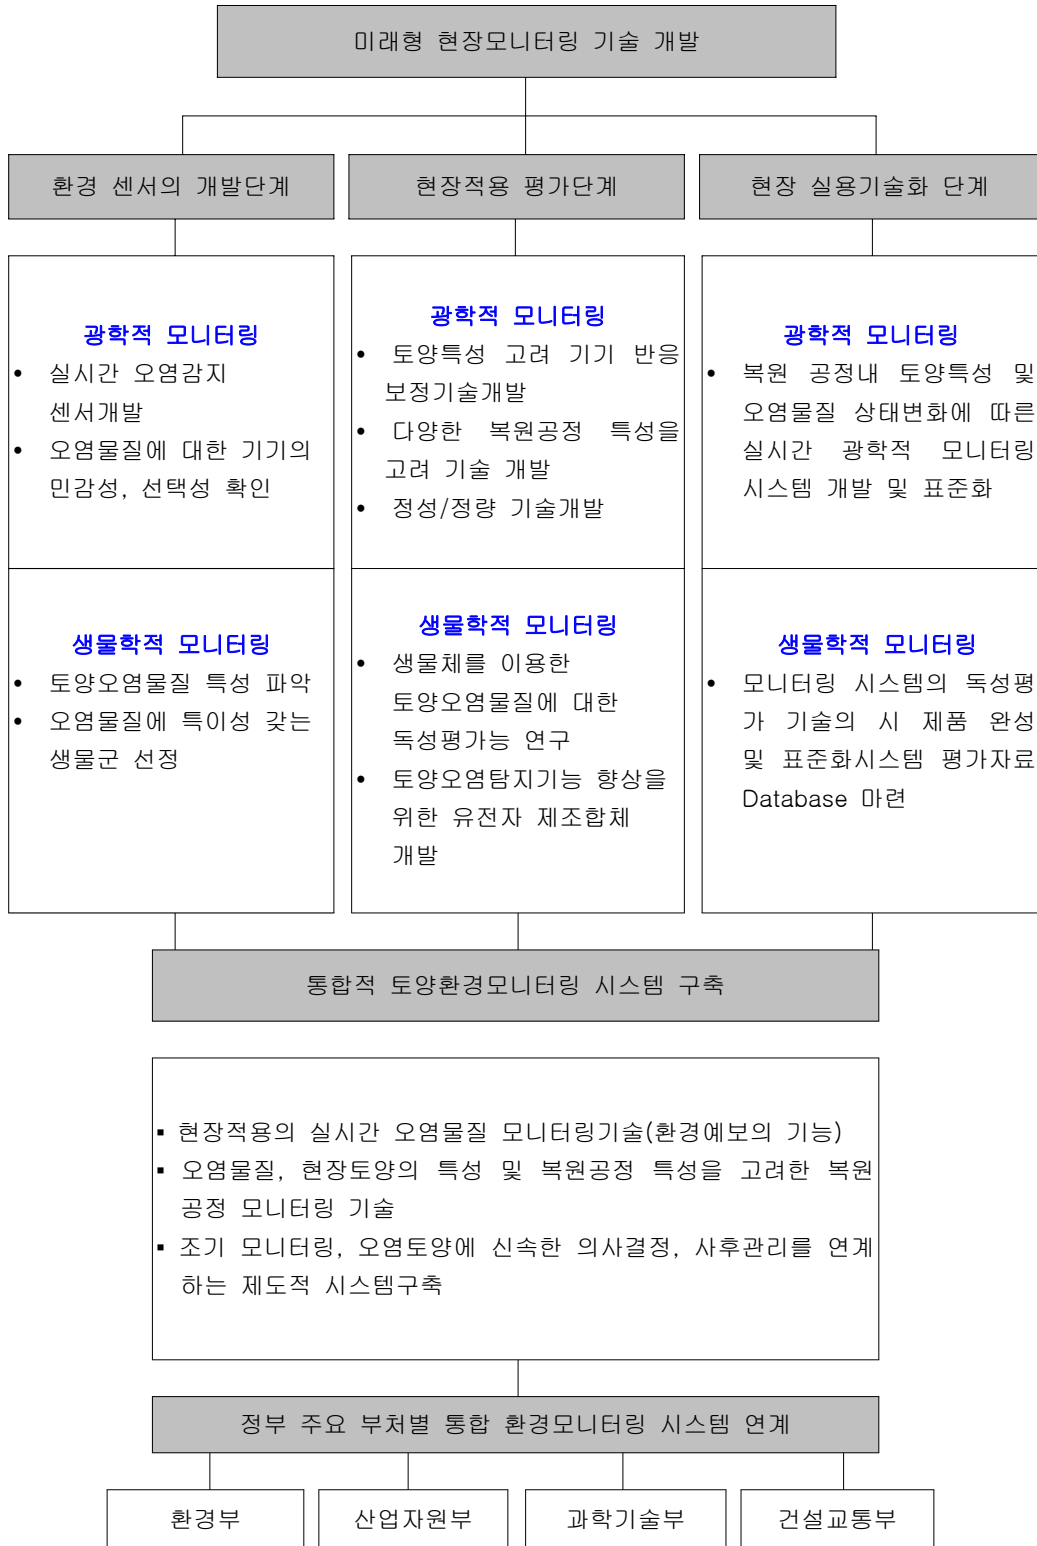 미래형 현장모니터링 기술 개발
환경 센서의 개발단계
현장적용 평가단계
현장 실용기술화 단계
광학적 모니터링
• 실시간 오염감지
센서개발
• 오염물질에 대한 기기의
민감성, 선택성 확인
광학적 모니터링
• 토양특성 고려 기기 반응
보정기술개발
• 다양한 복원공정 특성을
고려 기술 개발
• 정성/정량 기술개발
광학적 모니터링
• 복원 공정내 토양특성 및
오염물질 상태변화에 따른
실시간 광학적 모니터링
시스템 개발 및 표준화
생물학적 모니터링
• 토양오염물질 특성 파악
• 오염물질에 특이성 갖는
생물군 선정
생물학적 모니터링
• 생물체를 이용한
토양오염물질에 대한
독성평가능 연구
• 토양오염탐지기능 향상을
위한 유전자 제조합체
개발
생물학적 모니터링
• 모니터링 시스템의 독성평
가 기술의 시 제품 완성
및 표준화시스템 평가자료
Database 마련
통합적 토양환경모니터링 시스템 구축
▪ 현장적용의 실시간 오염물질 모니터링기술(환경예보의 기능)
▪ 오염물질, 현장토양의 특성 및 복원공정 특성을 고려한 복원
공정 모니터링 기술
▪ 조기 모니터링, 오염토양에 신속한 의사결정, 사후관리를 연계
하는 제도적 시스템구축
정부 주요 부처별 통합 환경모니터링 시스템 연계
환경부
산업자원부
과학기술부
건설교통부